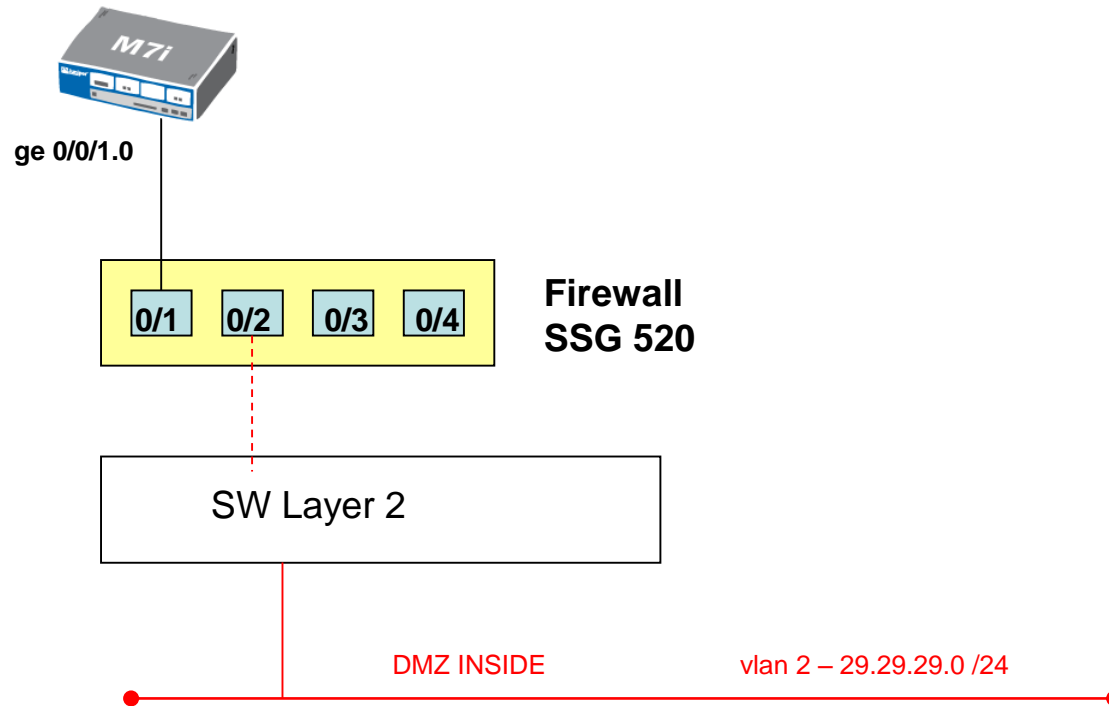 M7i
ge 0/0/1.0
0/1 0/2 0/3 0/4
Firewall
SSG 520
SW Layer 2
DMZ INSIDE vlan 2 – 29.29.29.0 /24